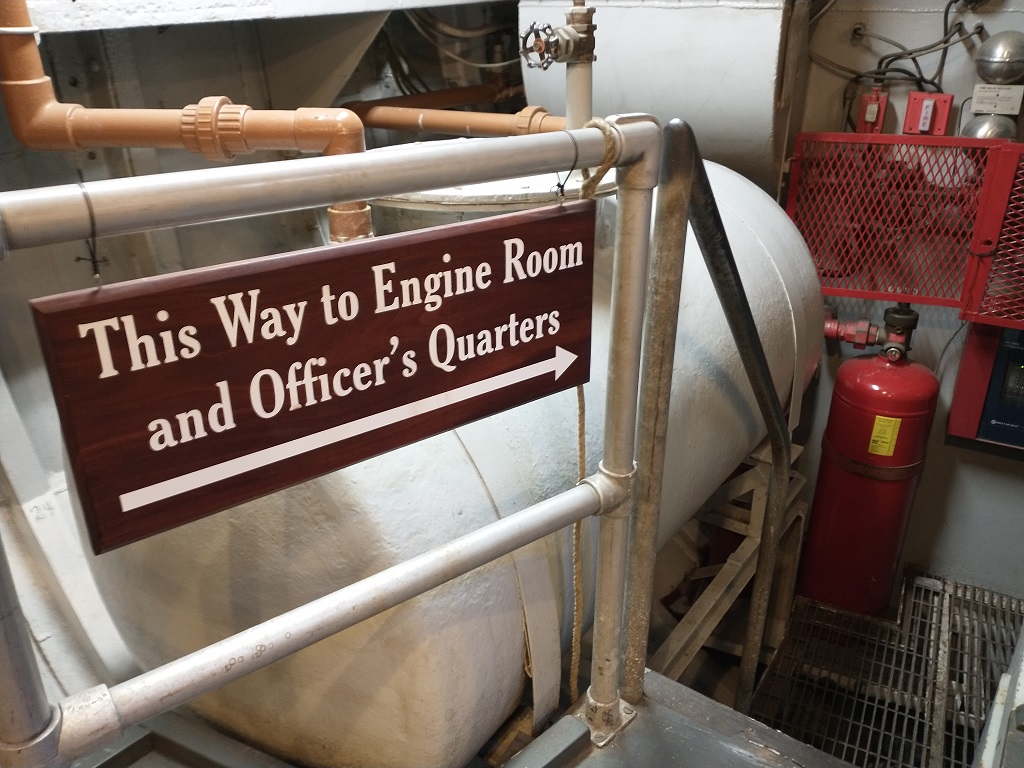 This Way to Engine Room
and Officer's Quarters